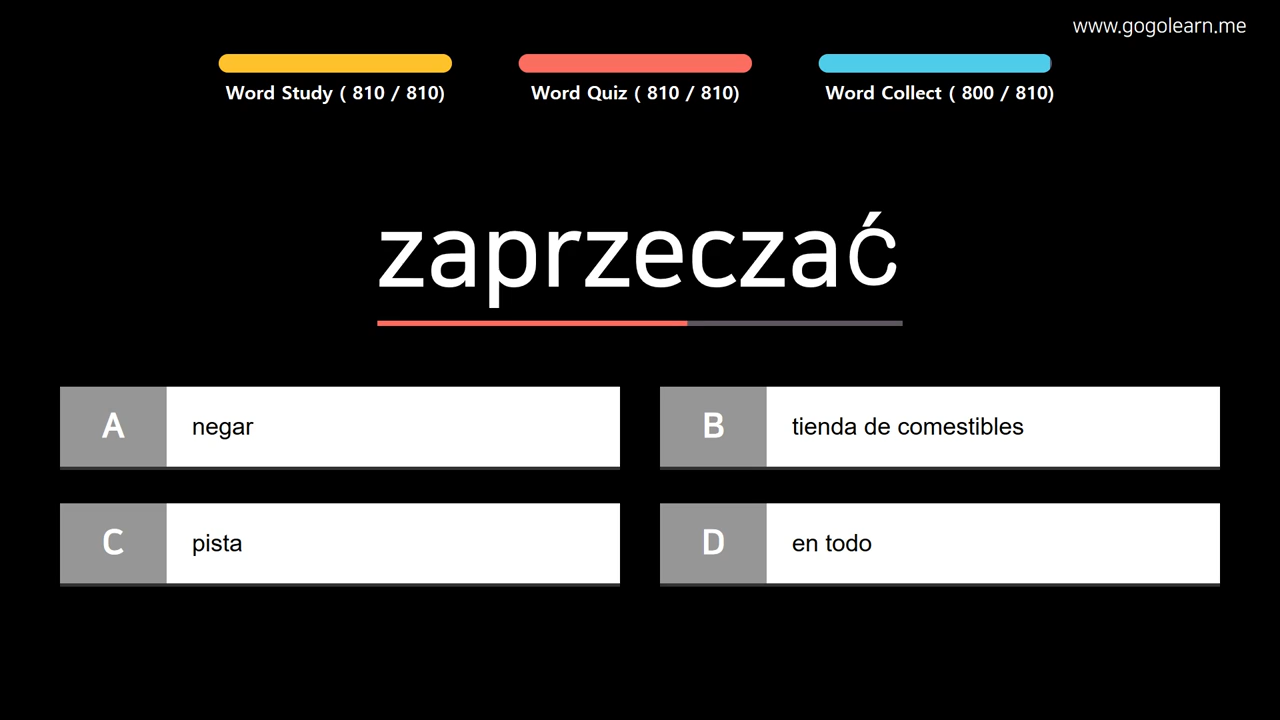 www.gogolearn.me
Word Study ( 810 / 810)
Word Quiz ( 810 / 810)
Word Collect ( 800 / 810)
zaprzeczać
A negar
B tienda de comestibles
C pista
D en todo